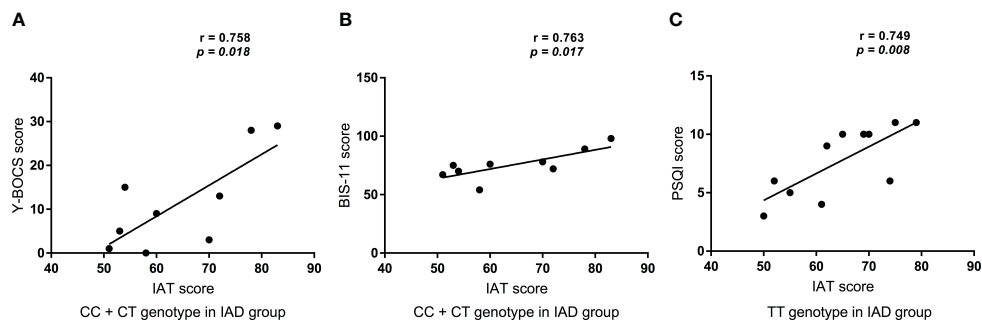 A
r = 0.758
p = 0.018
40
30
20
10
0
Y-BOCS score
40 50 60 70 80 90
IAT score
CC + CT genotype in IAD group
B
r = 0.763
p = 0.017
150
100
50
0
BIS-11 score
40 50 60 70 80 90
IAT score
CC + CT genotype in IAD group
C
r = 0.749
p = 0.008
15
10
5
0
PSQI score
40 50 60 70 80 90
IAT score
TT genotype in IAD group